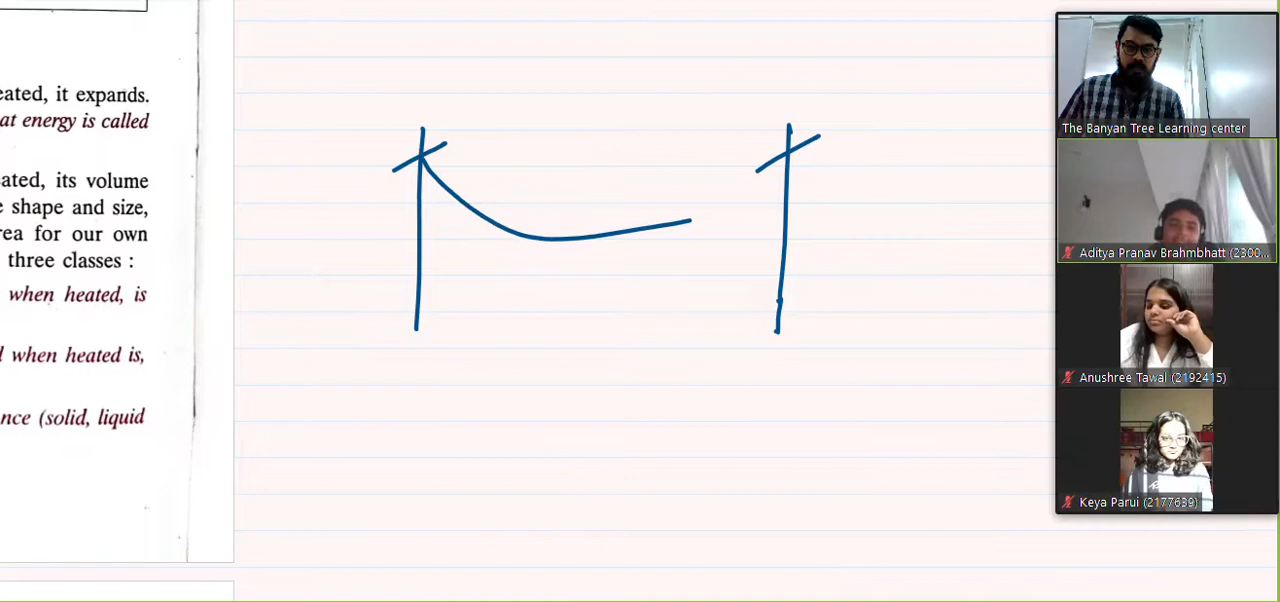 eated, it expands.
at energy is called
eated, its volume
e shape and size,
rea for our own
three classes :
when heated, is
d when heated is,
nce (solid, liquid
The Banyan Tree Learning center
Aditya Pranav Brahmbhatt (2300...
Anushree Tawal (2192415)
Keya Parui (2177639)